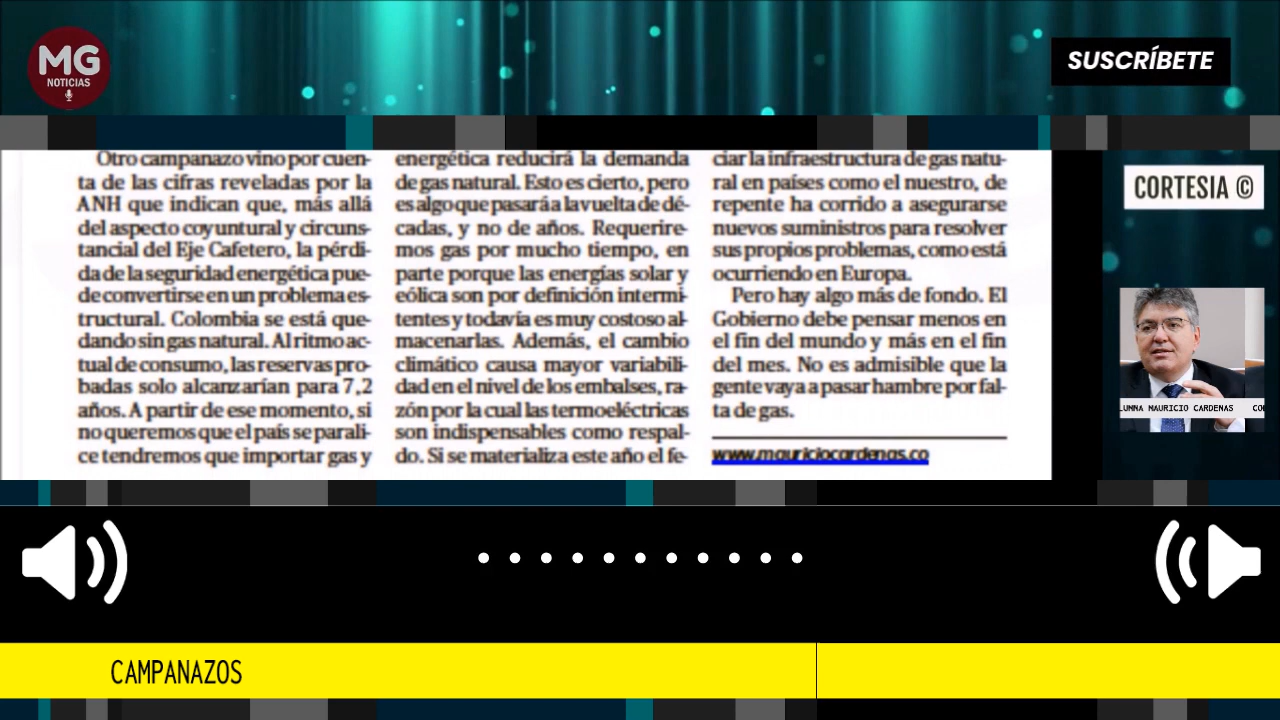 MG
NOTICIAS
SUSCRÍBETE
Otro campanazo vino por cuen-
ta de las cifras reveladas por la
ANH que indican que, más allá
del aspecto coyuntural y circuns-
tancial del Eje Cafetero, la pérdi-
da de la seguridad energética pue-
de convertirse en un problema es-
tructural. Colombia se está que-
dando sin gas natural. Al ritmo ac-
tual de consumo, las reservas pro-
badas solo alcanzarían para 7,2
años. A partir de ese momento, si
no queremos que el país se parali-
ce tendremos que importar gas y
energética reducirá la demanda
de gas natural. Esto es cierto, pero
es algo que pasará a la vuelta de dé-
cadas, y no de años. Requerire-
mos gas por mucho tiempo, en
parte porque las energías solar y
eólica son por definición intermi-
tentes y todavía es muy costoso al-
macenarlas. Además, el cambio
climático causa mayor variabili-
dad en el nivel de los embalses, ra-
zón por la cual las termoeléctricas
son indispensables como respal-
do. Si se materializa este año el fe-
ciar la infraestructura de gas natu-
ral en países como el nuestro, de
repente ha corrido a asegurarse
nuevos suministros para resolver
sus propios problemas, como está
ocurriendo en Europa.
Pero hay algo más de fondo. El
Gobierno debe pensar menos en
el fin del mundo y más en el fin
del mes. No es admisible que la
gente vaya a pasar hambre por fal-
ta de gas.
www.mauriciocardenas.co
CORTESIA ©
LUMNA MAURICIO CARDENAS CO
CAMPANAZOS